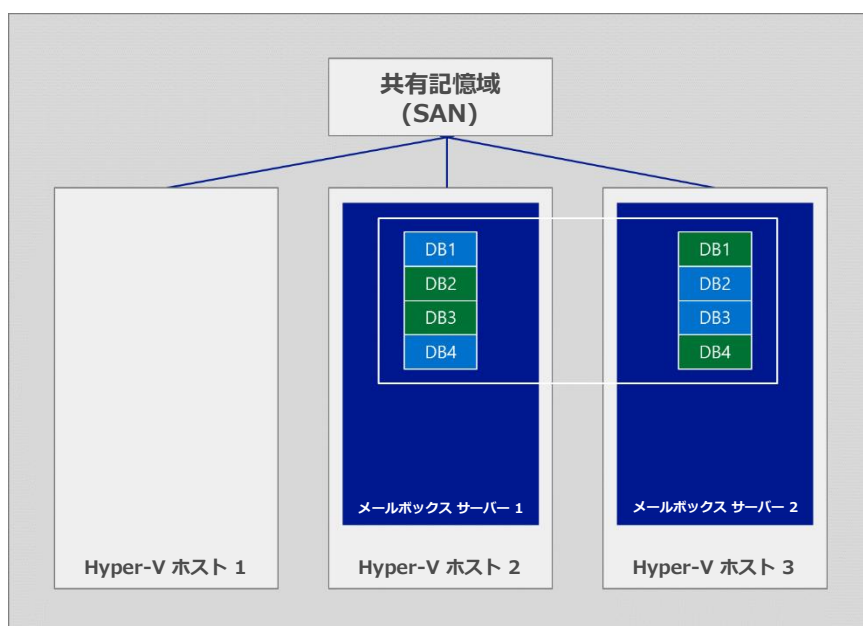 共有記憶域
(SAN)
DB1
DB2
DB3
DB4
DB1
DB2
DB3
DB4
メールボックス サーバー 1
メールボックス サーバー 2
Hyper-V ホスト 1
Hyper-V ホスト 2
Hyper-V ホスト 3